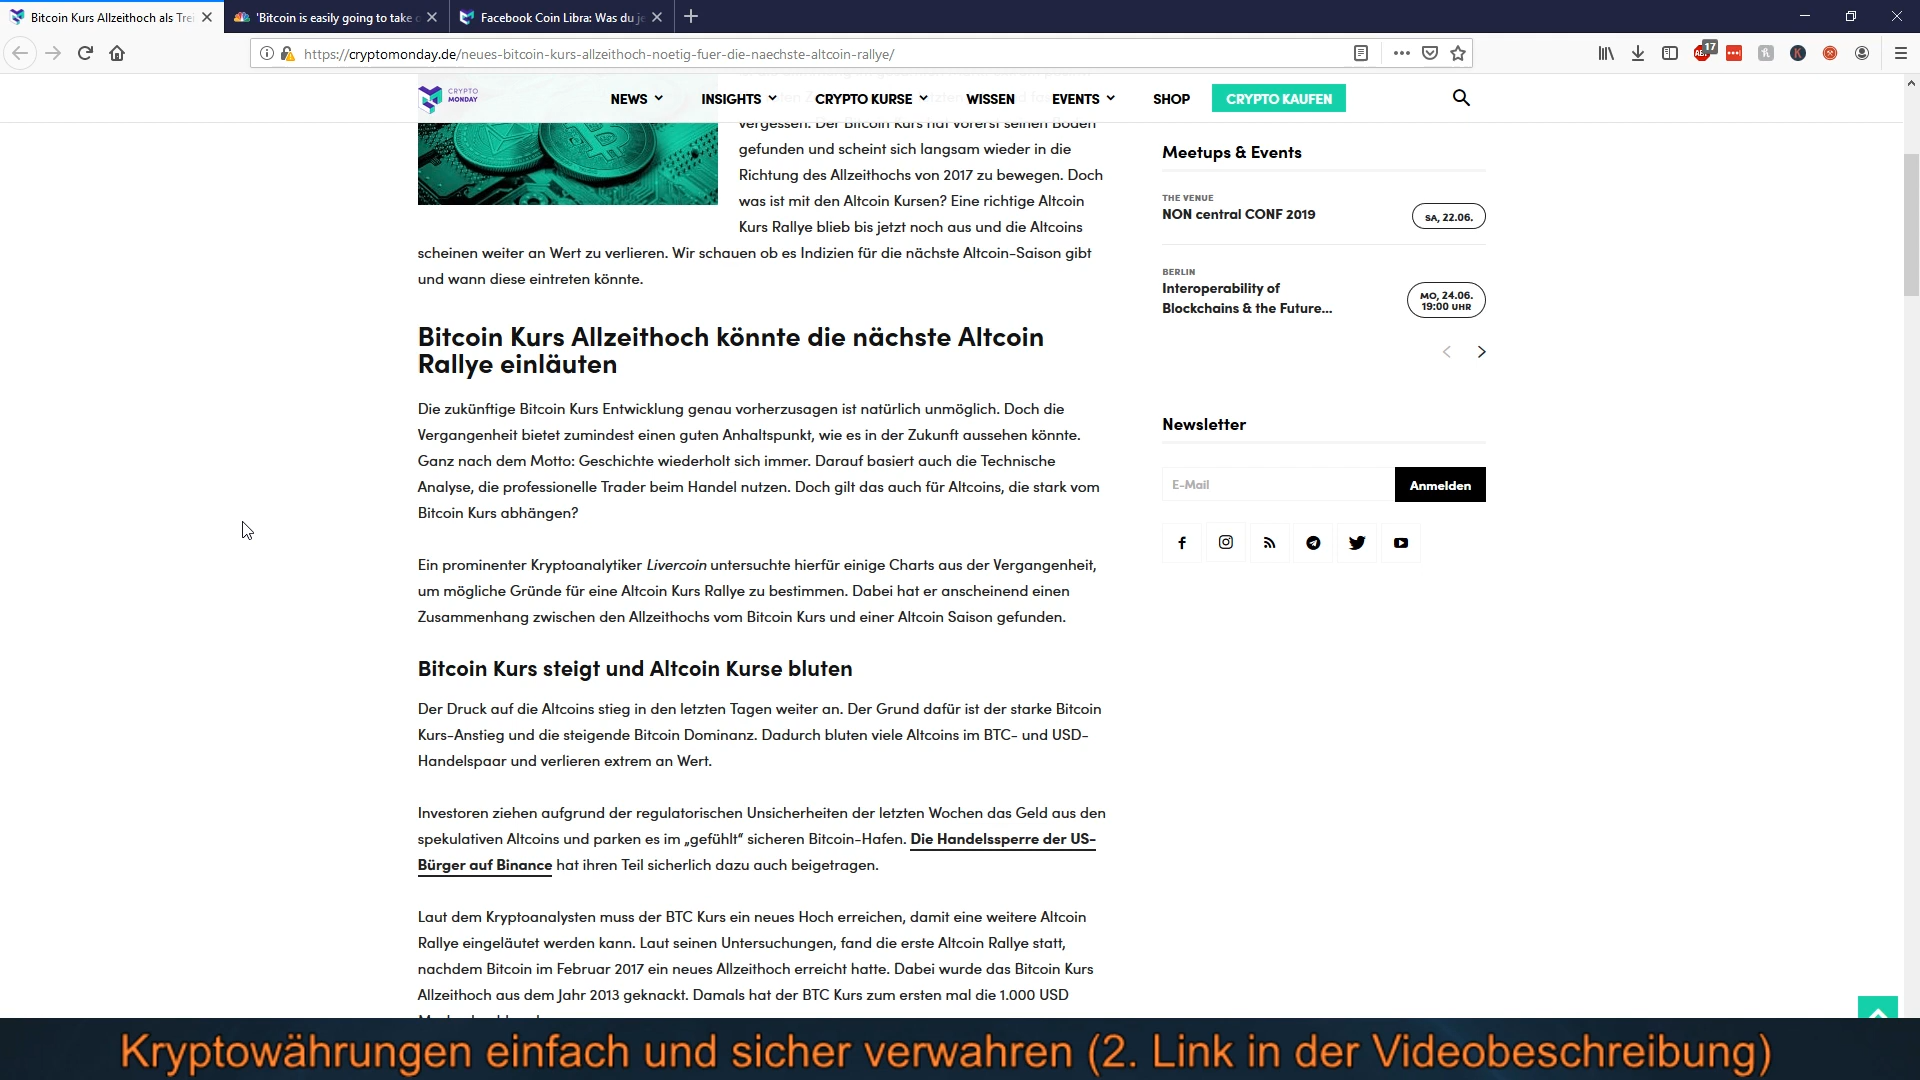 Bitcoin Kurs Allzeithoch als Tre
'Bitcoin is easily going to take o
Facebook Coin Libra: Was du je
https://cryptomonday.de/neues-bitcoin-kurs-allzeithoch-noetig-fuer-die-naechste-altcoin-rallye/
17
CRYPTO
MONDAY
NEWS
INSIGHTS
CRYPTO KURSE
WISSEN
EVENTS
SHOP
CRYPTO KAUFEN
vergessen. Der Bitcoin Kurs hat vorerst seinen Boden
gefunden und scheint sich langsam wieder in die
Richtung des Allzeithochs von 2017 zu bewegen. Doch
was ist mit den Altcoin Kursen? Eine richtige Altcoin
Kurs Rallye blieb bis jetzt noch aus und die Altcoins
scheinen weiter an Wert zu verlieren. Wir schauen ob es Indizien für die nächste Altcoin-Saison gibt
und wann diese eintreten könnte.
Bitcoin Kurs Allzeithoch könnte die nächste Altcoin
Rallye einläuten
Die zukünftige Bitcoin Kurs Entwicklung genau vorherzusagen ist natürlich unmöglich. Doch die
Vergangenheit bietet zumindest einen guten Anhaltspunkt, wie es in der Zukunft aussehen könnte.
Ganz nach dem Motto: Geschichte wiederholt sich immer. Darauf basiert auch die Technische
Analyse, die professionelle Trader beim Handel nutzen. Doch gilt das auch für Altcoins, die stark vom
Bitcoin Kurs abhängen?
Ein prominenter Kryptoanalytiker Livercoin untersuchte hierfür einige Charts aus der Vergangenheit,
um mögliche Gründe für eine Altcoin Kurs Rallye zu bestimmen. Dabei hat er anscheinend einen
Zusammenhang zwischen den Allzeithochs vom Bitcoin Kurs und einer Altcoin Saison gefunden.
Bitcoin Kurs steigt und Altcoin Kurse bluten
Der Druck auf die Altcoins stieg in den letzten Tagen weiter an. Der Grund dafür ist der starke Bitcoin
Kurs-Anstieg und die steigende Bitcoin Dominanz. Dadurch bluten viele Altcoins im BTC- und USD-
Handelspaar und verlieren extrem an Wert.
Investoren ziehen aufgrund der regulatorischen Unsicherheiten der letzten Wochen das Geld aus den
spekulativen Altcoins und parken es im „gefühlt“ sicheren Bitcoin-Hafen. Die Handelssperre der US-
Bürger auf Binance hat ihren Teil sicherlich dazu auch beigetragen.
Laut dem Kryptoanalysten muss der BTC Kurs ein neues Hoch erreichen, damit eine weitere Altcoin
Rallye eingeläutet werden kann. Laut seinen Untersuchungen, fand die erste Altcoin Rallye statt,
nachdem Bitcoin im Februar 2017 ein neues Allzeithoch erreicht hatte. Dabei wurde das Bitcoin Kurs
Allzeithoch aus dem Jahr 2013 geknackt. Damals hat der BTC Kurs zum ersten mal die 1.000 USD
Meetups & Events
THE VENUE
NON central CONF 2019
SA, 22.06.
BERLIN
Interoperability of
Blockchains & the Future...
MO, 24.06.
19:00 UHR
Newsletter
E-Mail
Anmelden
Kryptowährungen einfach und sicher verwahren (2. Link in der Videobeschreibung)